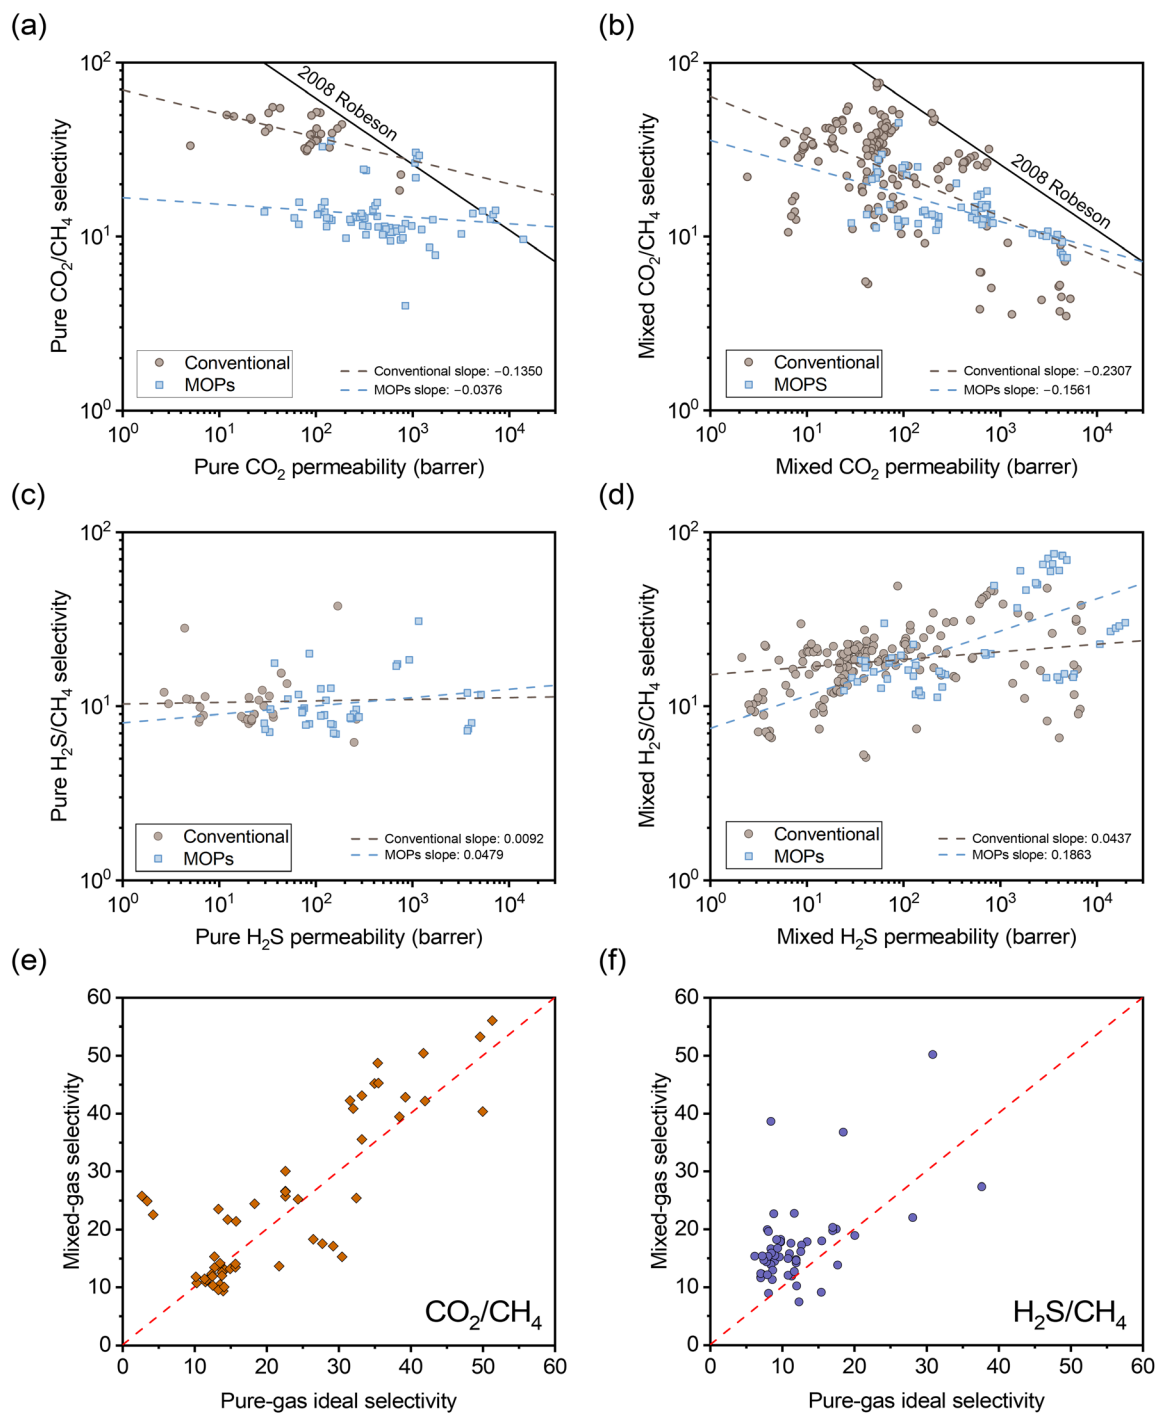 (a)
10²
2008 Robeson
Pure CO₂/CH₄ selectivity
10¹
Conventional
MOPs
Conventional slope: −0.1350
MOPs slope: −0.0376
10⁰
10⁰ 10¹ 10² 10³ 10⁴
Pure CO₂ permeability (barrer)
(b)
10²
2008 Robeson
Mixed CO₂/CH₄ selectivity
10¹
Conventional
MOPS
Conventional slope: −0.2307
MOPs slope: −0.1561
10⁰
10⁰ 10¹ 10² 10³ 10⁴
Mixed CO₂ permeability (barrer)
(c)
10²
Pure H₂S/CH₄ selectivity
10¹
Conventional
MOPs
Conventional slope: 0.0092
MOPs slope: 0.0479
10⁰
10⁰ 10¹ 10² 10³ 10⁴
Pure H₂S permeability (barrer)
(d)
10²
Mixed H₂S/CH₄ selectivity
10¹
Conventional
MOPs
Conventional slope: 0.0437
MOPs slope: 0.1863
10⁰
10⁰ 10¹ 10² 10³ 10⁴
Mixed H₂S permeability (barrer)
(e)
60
50
40
30
20
10
0
Mixed-gas selectivity
CO₂/CH₄
0 10 20 30 40 50 60
Pure-gas ideal selectivity
(f)
60
50
40
30
20
10
0
Mixed-gas selectivity
H₂S/CH₄
0 10 20 30 40 50 60
Pure-gas ideal selectivity